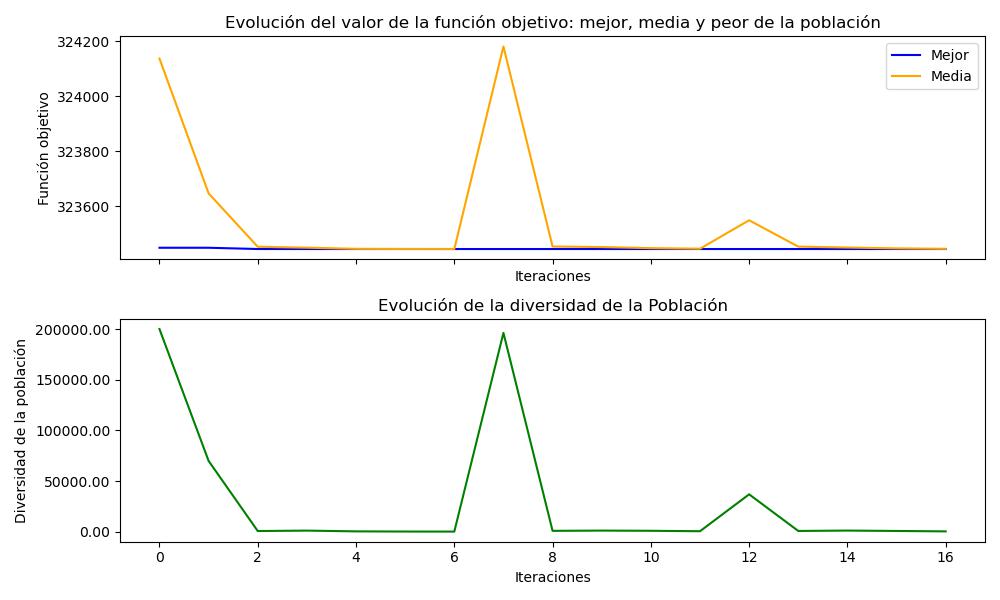 Evolución del valor de la función objetivo: mejor, media y peor de la población
324200
324000
323800
323600
Función objetivo
Mejor
Media
Iteraciones
Evolución de la diversidad de la Población
200000.00
150000.00
100000.00
50000.00
0.00
Diversidad de la población
0 2 4 6 8 10 12 14 16
Iteraciones